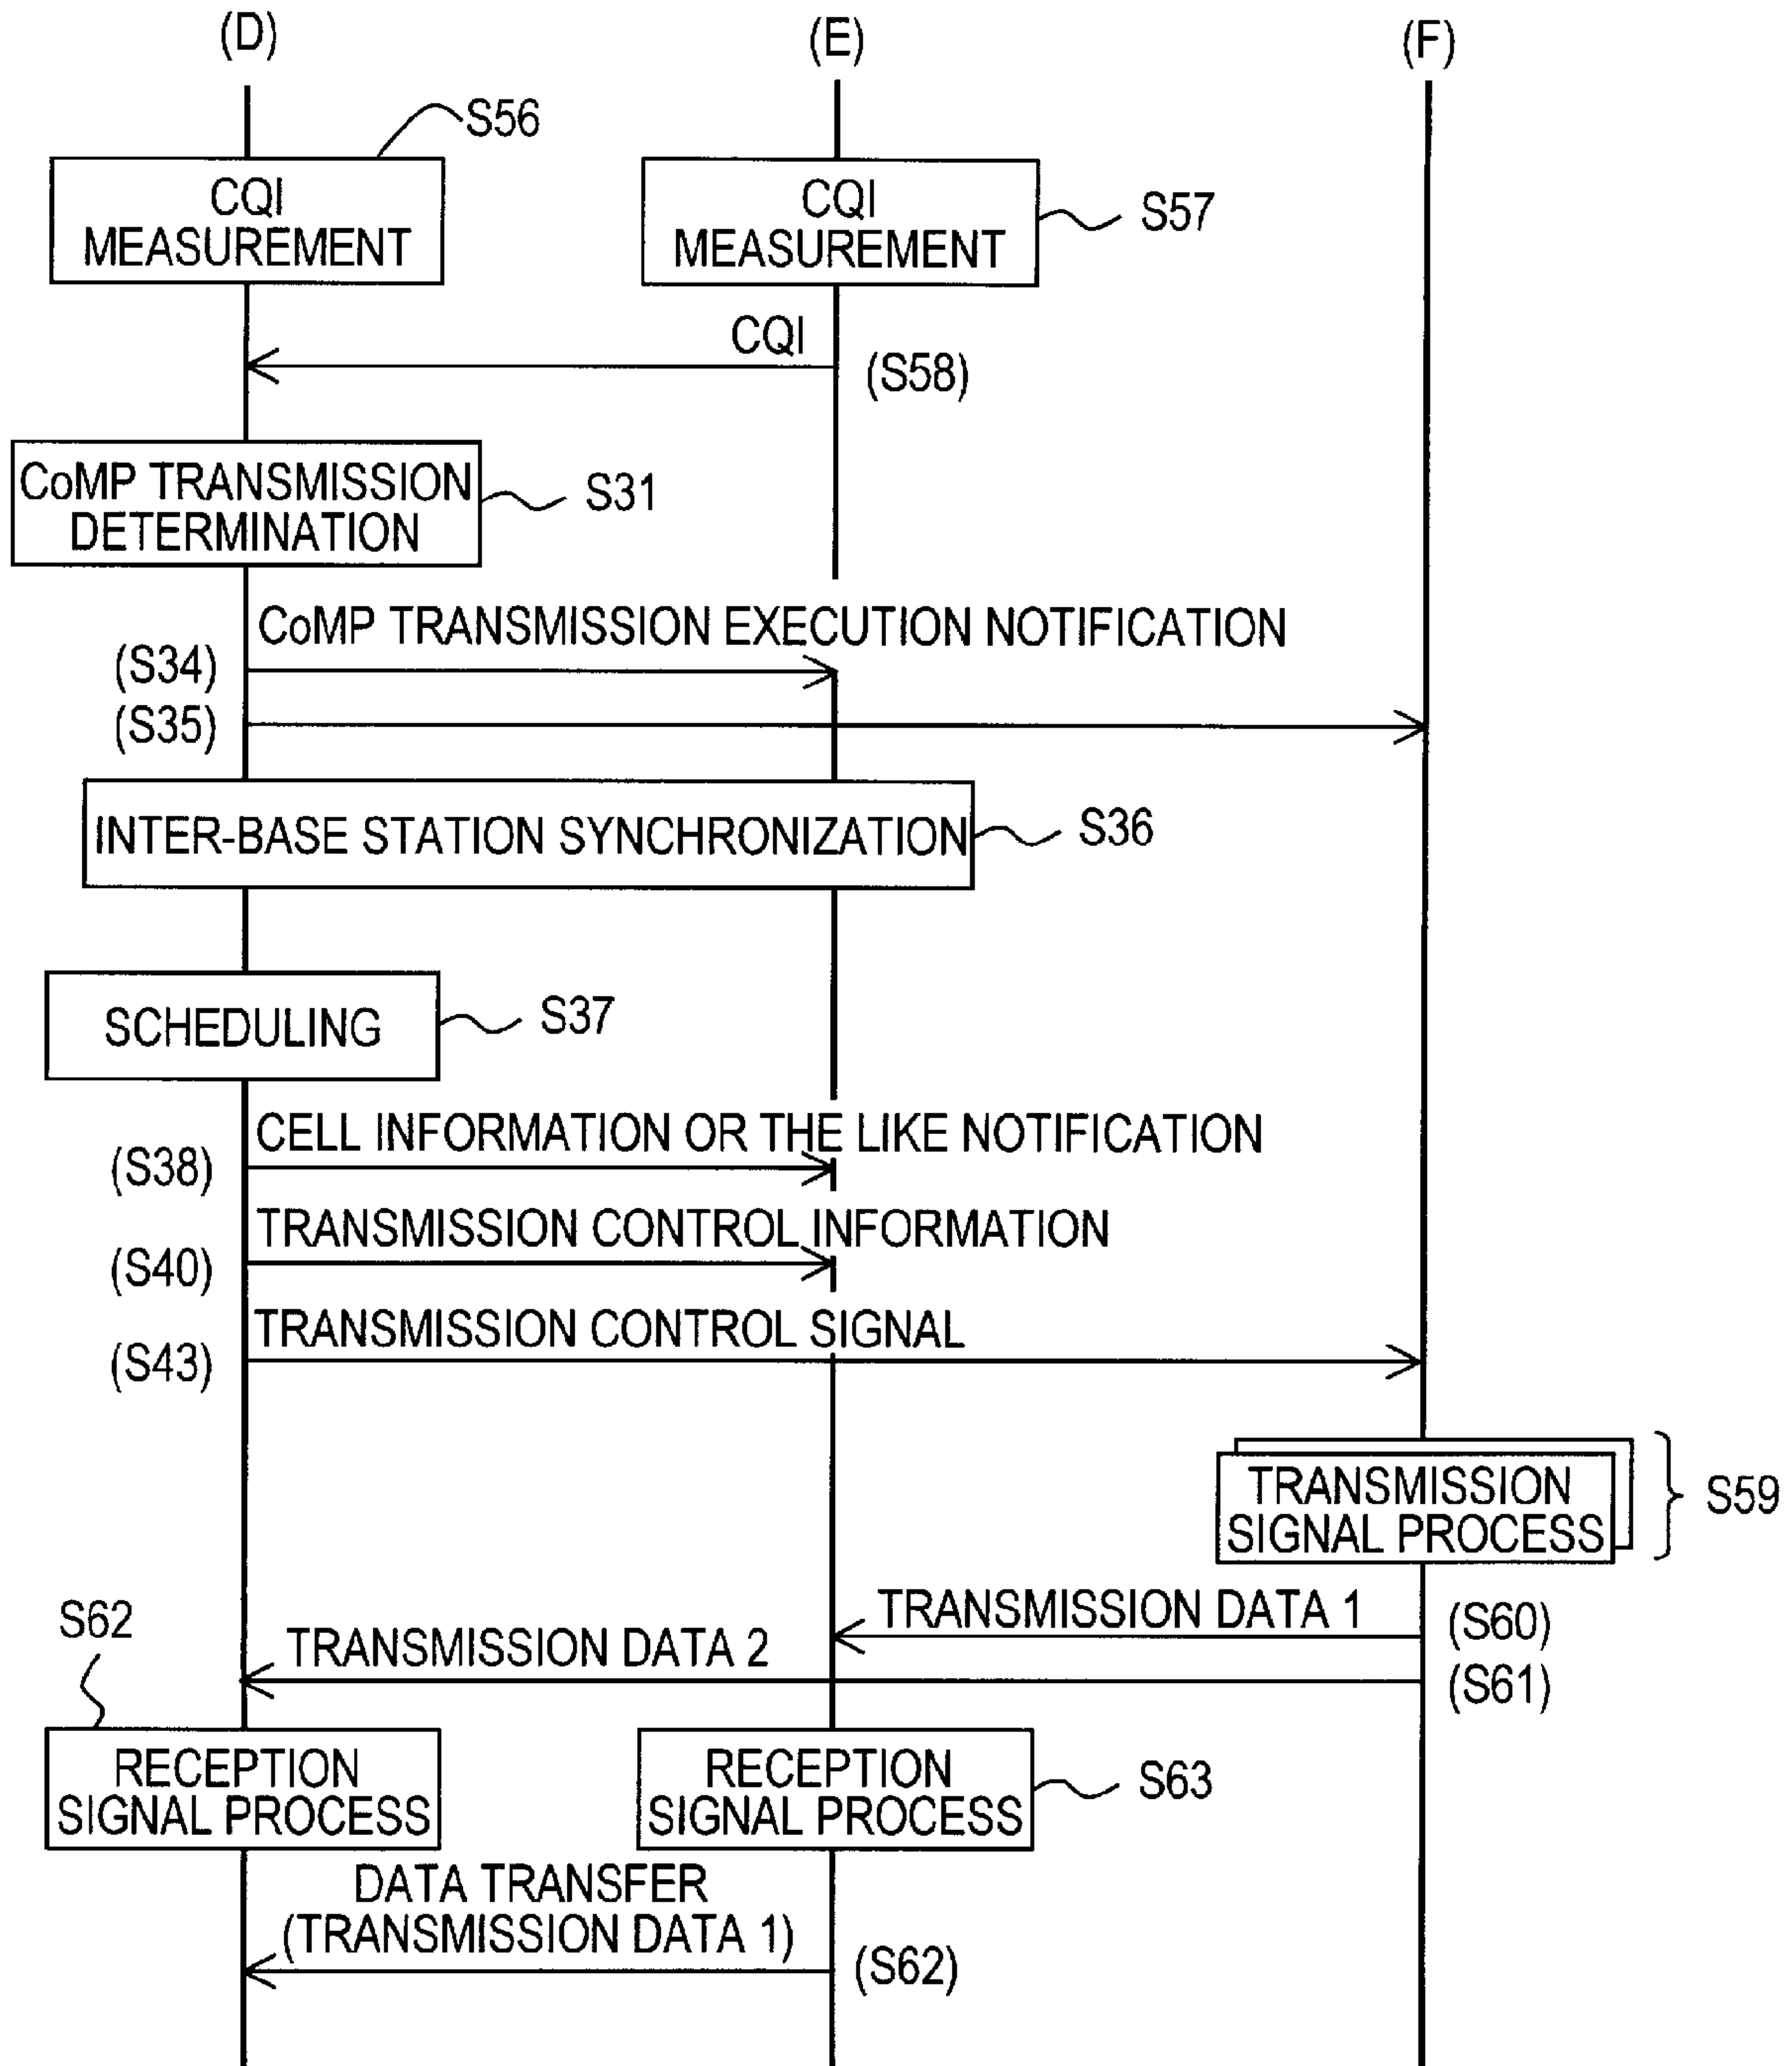 (D)
(E)
(F)
S56
CQI
MEASUREMENT
CQI
MEASUREMENT
S57
CQI
(S58)
CoMP TRANSMISSION
DETERMINATION
S31
CoMP TRANSMISSION EXECUTION NOTIFICATION
(S34)
(S35)
INTER-BASE STATION SYNCHRONIZATION
S36
SCHEDULING
S37
CELL INFORMATION OR THE LIKE NOTIFICATION
(S38)
TRANSMISSION CONTROL INFORMATION
(S40)
TRANSMISSION CONTROL SIGNAL
(S43)
TRANSMISSION
SIGNAL PROCESS
S59
TRANSMISSION DATA 1
(S60)
S62
TRANSMISSION DATA 2
(S61)
RECEPTION
SIGNAL PROCESS
RECEPTION
SIGNAL PROCESS
S63
DATA TRANSFER
(TRANSMISSION DATA 1)
(S62)